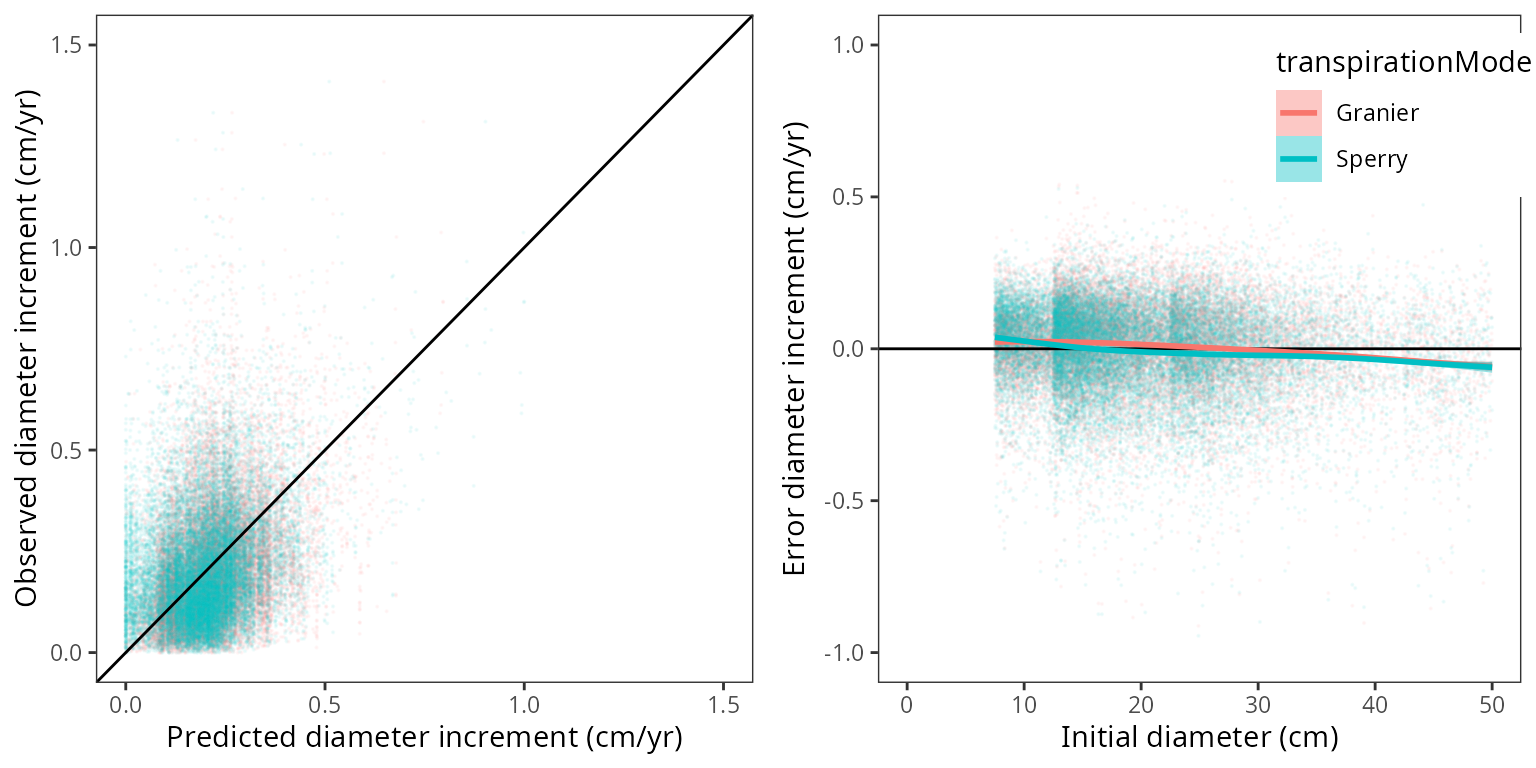 Observed diameter increment (cm/yr)
1.5
1.0
0.5
0.0
0.0 0.5 1.0 1.5
Predicted diameter increment (cm/yr)
Error diameter increment (cm/yr)
1.0
0.5
0.0
-0.5
-1.0
0 10 20 30 40 50
Initial diameter (cm)
transpirationMode
Granier
Sperry